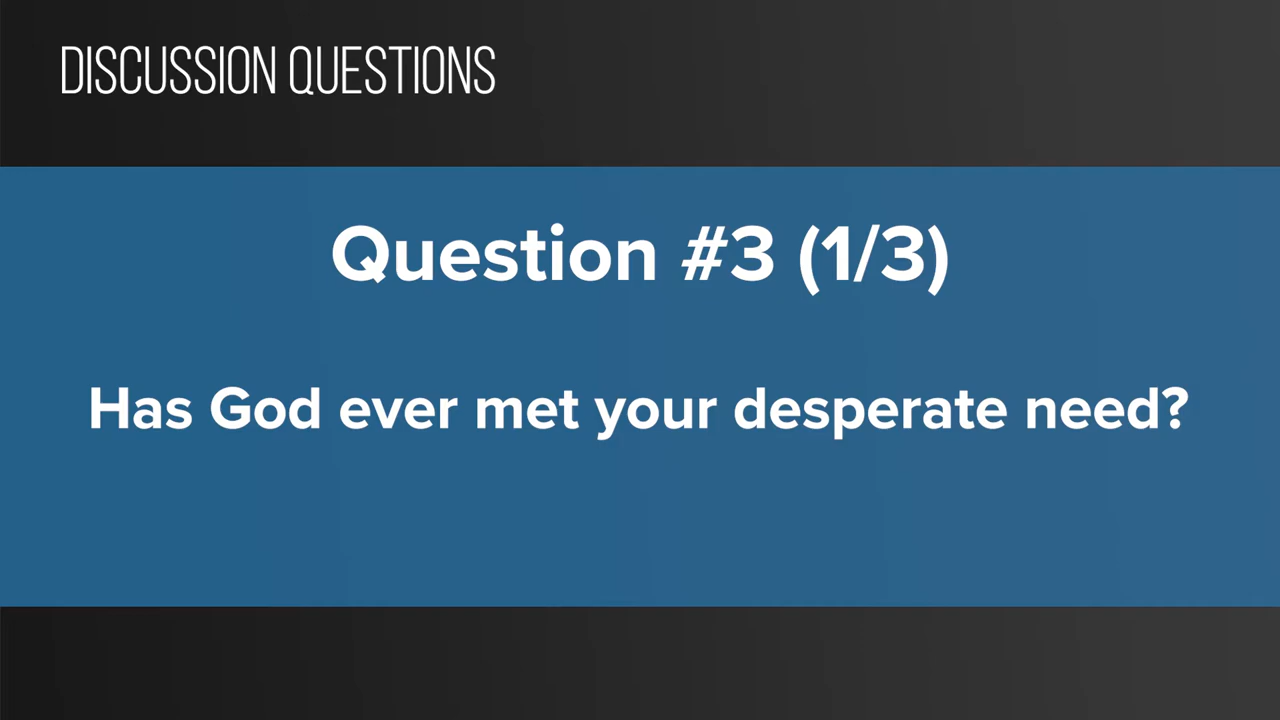 DISCUSSION QUESTIONS
Question #3 (1/3)
Has God ever met your desperate need?